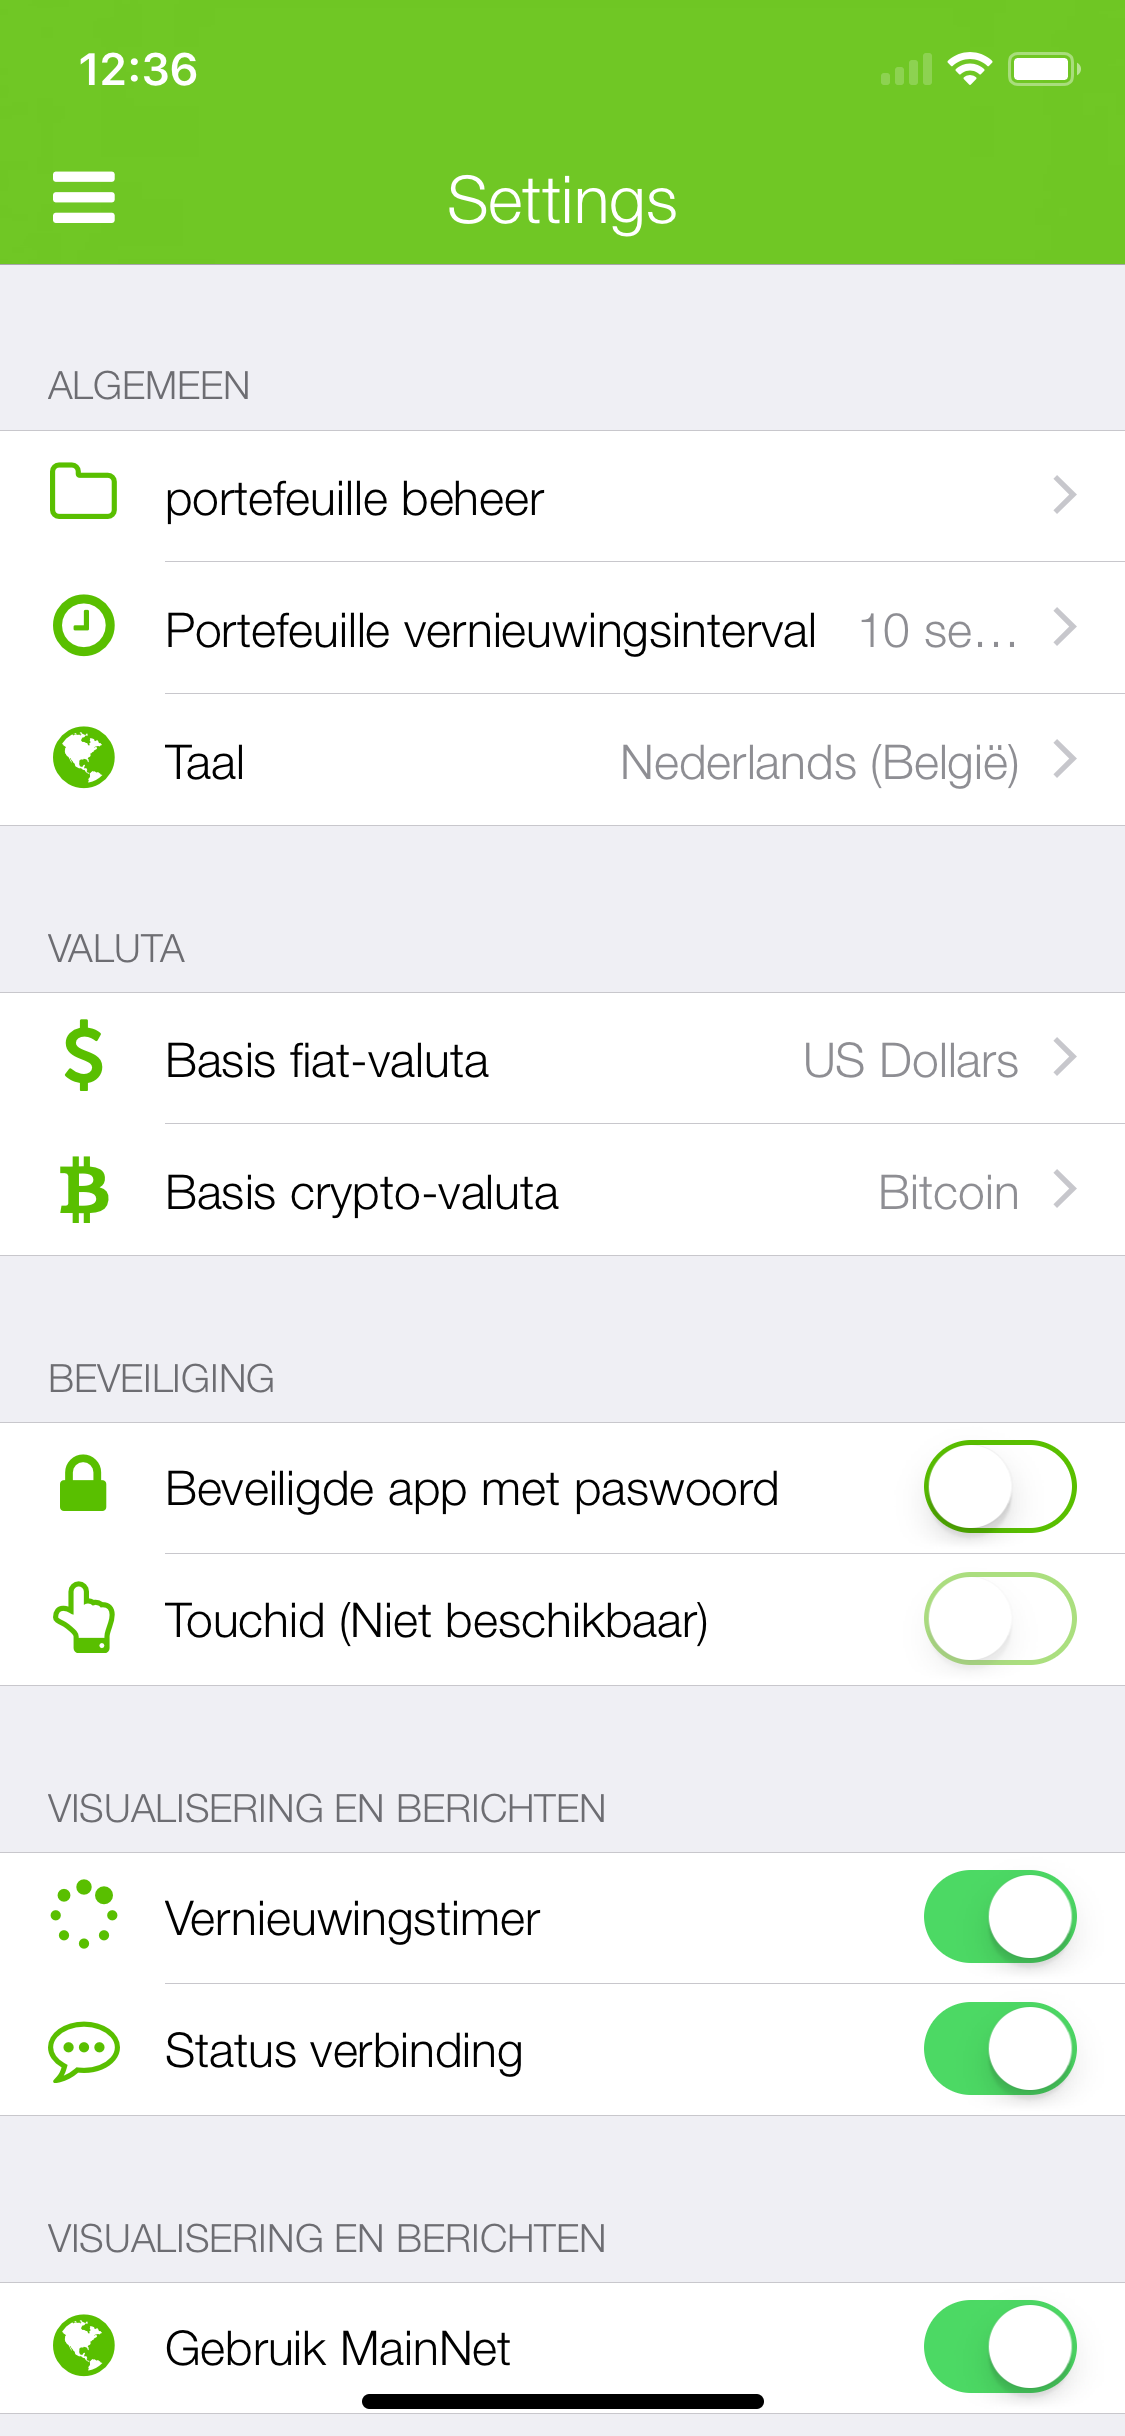 12:36
Settings
ALGEMEEN
portefeuille beheer
Portefeuille vernieuwingsinterval 10 se...
Taal Nederlands (België)
VALUTA
Basis fiat-valuta US Dollars
Basis crypto-valuta Bitcoin
BEVEILIGING
Beveiligde app met paswoord
Touchid (Niet beschikbaar)
VISUALISERING EN BERICHTEN
Vernieuwingstimer
Status verbinding
VISUALISERING EN BERICHTEN
Gebruik MainNet